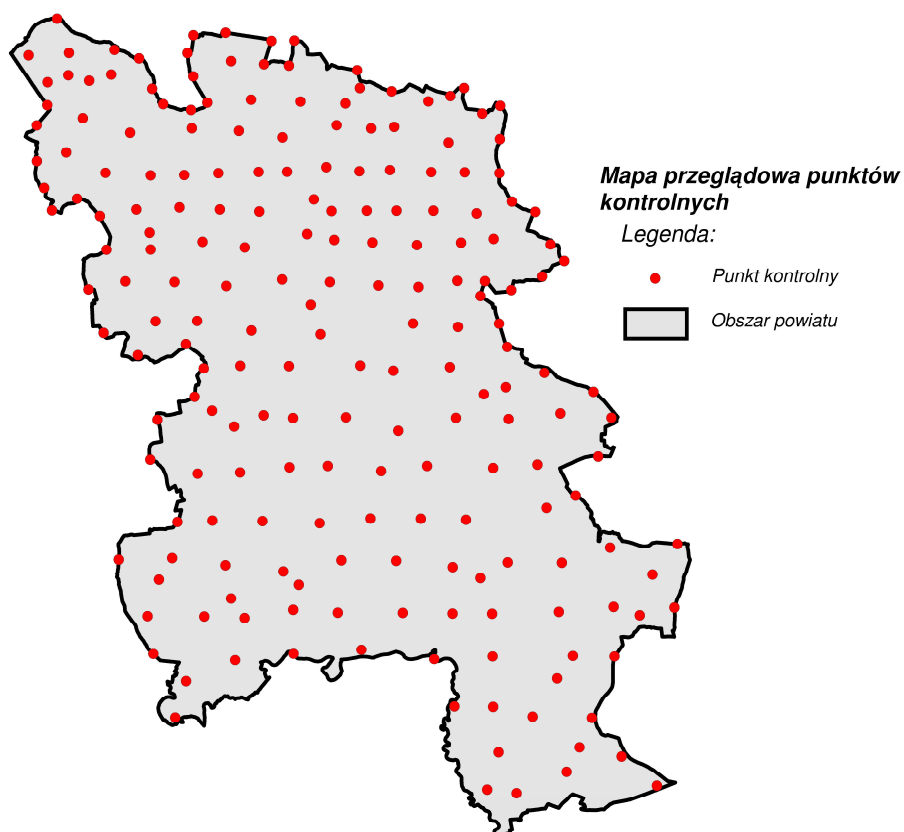 Mapa przeglądowa punktów
kontrolnych
Legenda:
Punkt kontrolny
Obszar powiatu